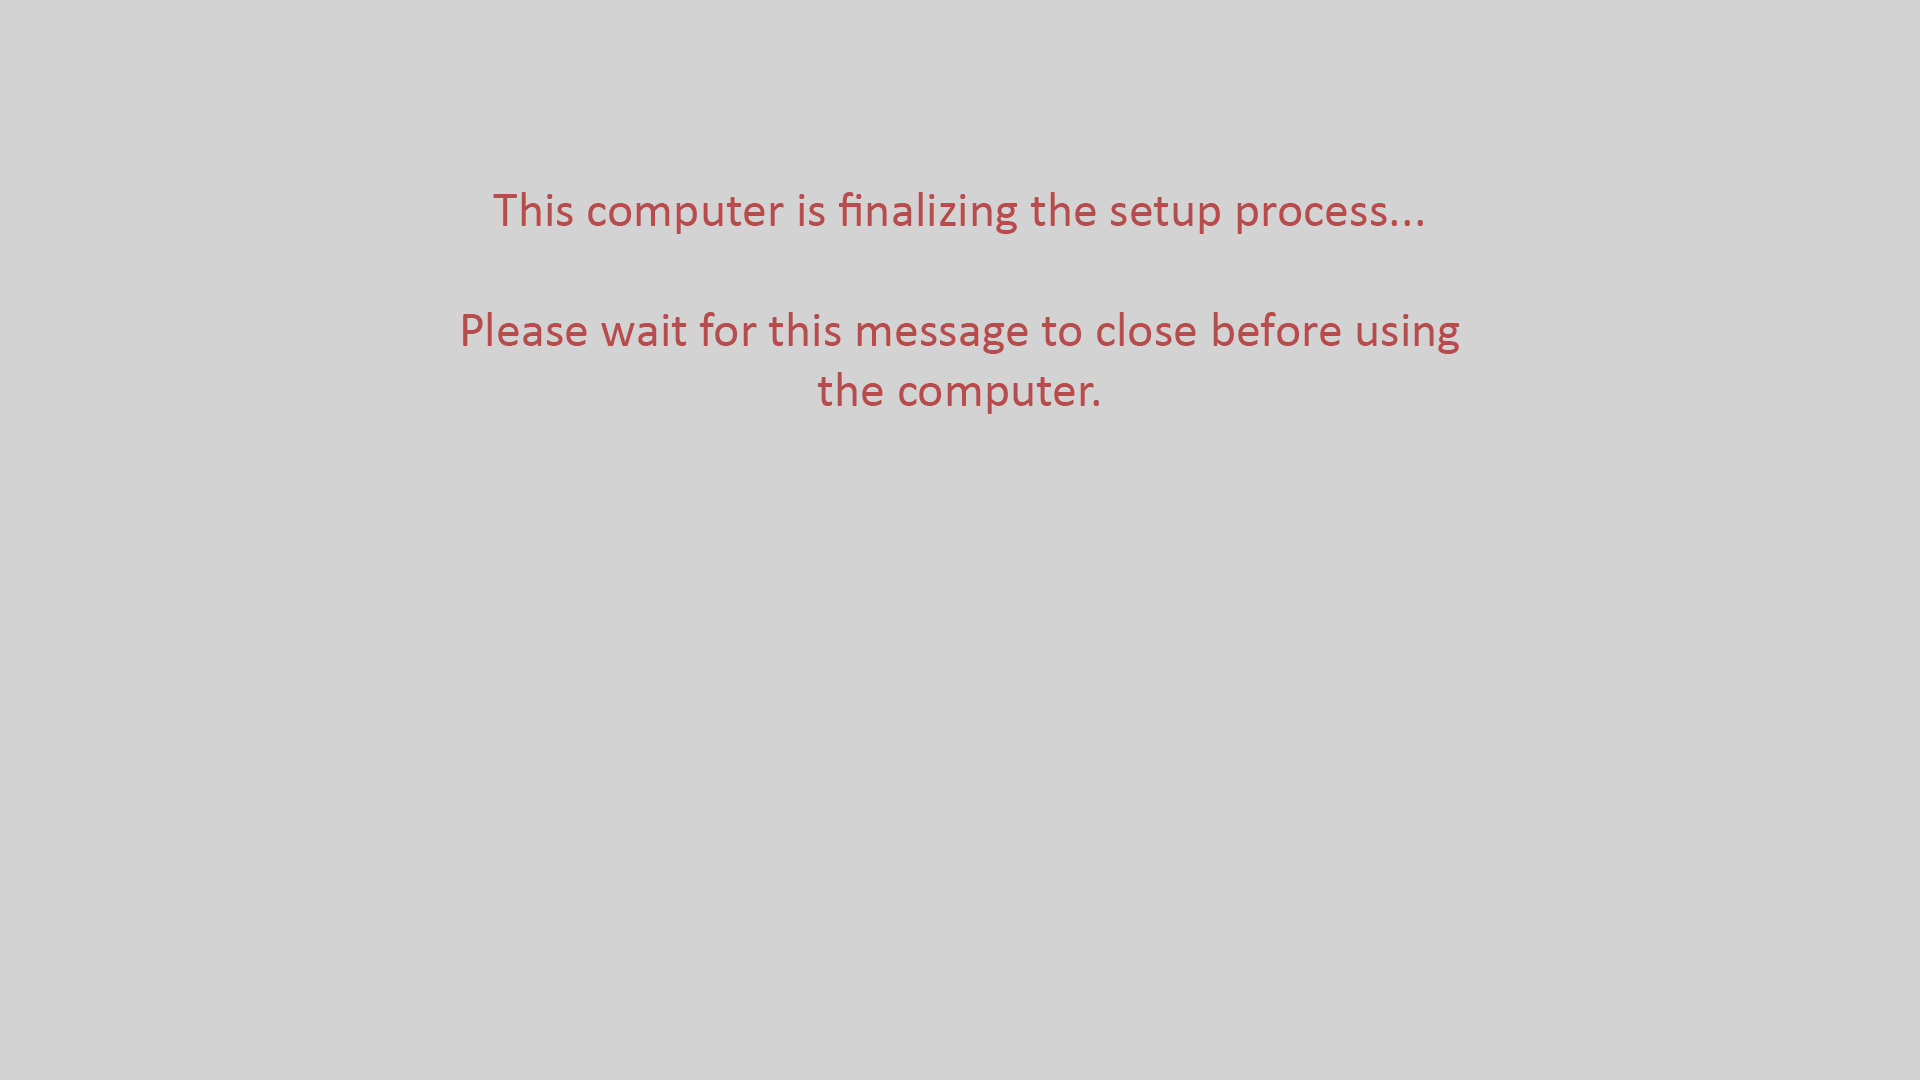 This computer is finalizing the setup process...
Please wait for this message to close before using
the computer.